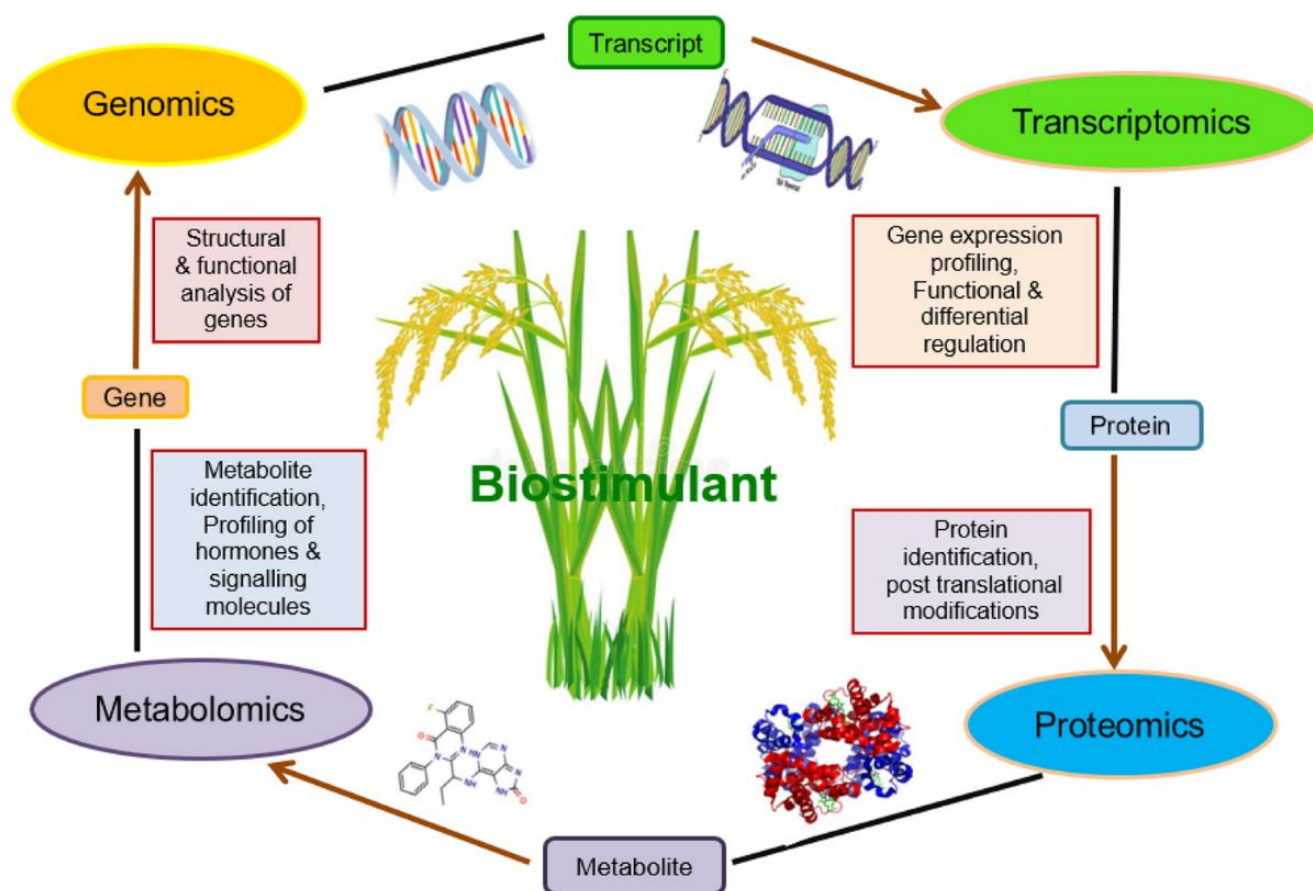 Transcript
Genomics
Transcriptomics
Structural
& functional
analysis of
genes
Gene expression
profiling,
Functional &
differential
regulation
Gene
Protein
Metabolite
identification,
Profiling of
hormones &
signalling
molecules
Biostimulant
Protein
identification,
post translational
modifications
Metabolomics
Proteomics
Metabolite